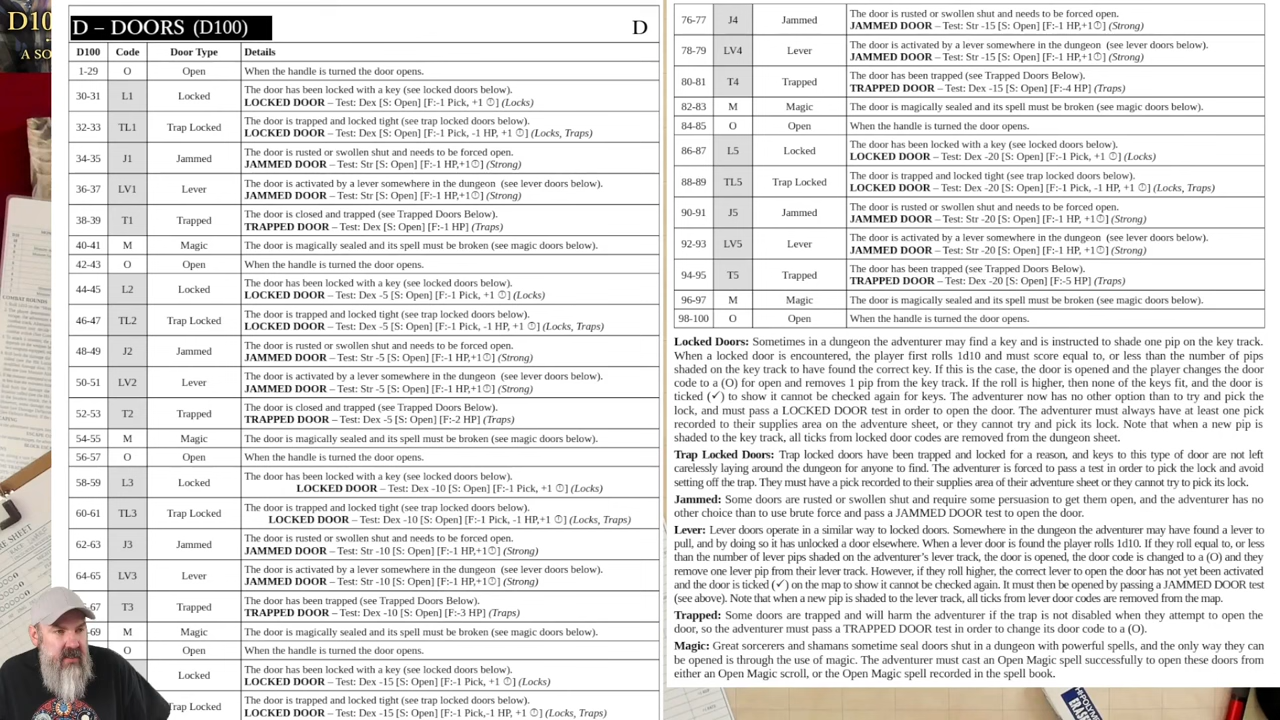 D10
A SO
D – DOORS (D100) D
D100 Code Door Type Details
1-29 O Open When the handle is turned the door opens.
30-31 L1 Locked The door has been locked with a key (see locked doors below).
LOCKED DOOR – Test: Dex [S: Open] [F:-1 Pick, +1 ⏱] (Locks)
32-33 TL1 Trap Locked The door is trapped and locked tight (see trap locked doors below).
LOCKED DOOR – Test: Dex [S: Open] [F:-1 Pick, -1 HP, +1 ⏱] (Locks, Traps)
34-35 J1 Jammed The door is rusted or swollen shut and needs to be forced open.
JAMMED DOOR – Test: Str [S: Open] [F:-1 HP,+1⏱] (Strong)
36-37 LV1 Lever The door is activated by a lever somewhere in the dungeon (see lever doors below).
JAMMED DOOR – Test: Str [S: Open] [F:-1 HP,+1⏱] (Strong)
38-39 T1 Trapped The door is closed and trapped (see Trapped Doors Below).
TRAPPED DOOR – Test: Dex [S: Open] [F:-1 HP] (Traps)
40-41 M Magic The door is magically sealed and its spell must be broken (see magic doors below).
42-43 O Open When the handle is turned the door opens.
44-45 L2 Locked The door has been locked with a key (see locked doors below).
LOCKED DOOR – Test: Dex -5 [S: Open] [F:-1 Pick, +1 ⏱] (Locks)
46-47 TL2 Trap Locked The door is trapped and locked tight (see trap locked doors below).
LOCKED DOOR – Test: Dex -5 [S: Open] [F:-1 Pick, -1 HP, +1 ⏱] (Locks, Traps)
48-49 J2 Jammed The door is rusted or swollen shut and needs to be forced open.
JAMMED DOOR – Test: Str -5 [S: Open] [F:-1 HP,+1⏱] (Strong)
50-51 LV2 Lever The door is activated by a lever somewhere in the dungeon (see lever doors below).
JAMMED DOOR – Test: Str -5 [S: Open] [F:-1 HP,+1⏱] (Strong)
52-53 T2 Trapped The door is closed and trapped (see Trapped Doors Below).
TRAPPED DOOR – Test: Dex -5 [S: Open] [F:-2 HP] (Traps)
54-55 M Magic The door is magically sealed and its spell must be broken (see magic doors below).
56-57 O Open When the handle is turned the door opens.
58-59 L3 Locked The door has been locked with a key (see locked doors below).
LOCKED DOOR – Test: Dex -10 [S: Open] [F:-1 Pick, +1 ⏱] (Locks)
60-61 TL3 Trap Locked The door is trapped and locked tight (see trap locked doors below).
LOCKED DOOR – Test: Dex -10 [S: Open] [F:-1 Pick, -1 HP,+1 ⏱] (Locks, Traps)
62-63 J3 Jammed The door is rusted or swollen shut and needs to be forced open.
JAMMED DOOR – Test: Str -10 [S: Open] [F:-1 HP,+1⏱] (Strong)
64-65 LV3 Lever The door is activated by a lever somewhere in the dungeon (see lever doors below).
JAMMED DOOR – Test: Str -10 [S: Open] [F:-1 HP,+1⏱] (Strong)
-67 T3 Trapped The door has been trapped (see Trapped Doors Below).
TRAPPED DOOR – Test: Dex -10 [S: Open] [F:-3 HP] (Traps)
-69 M Magic The door is magically sealed and its spell must be broken (see magic doors below).
O Open When the handle is turned the door opens.
Locked The door has been locked with a key (see locked doors below).
LOCKED DOOR – Test: Dex -15 [S: Open] [F:-1 Pick, +1 ⏱] (Locks)
Trap Locked The door is trapped and locked tight (see trap locked doors below).
LOCKED DOOR – Test: Dex -15 [S: Open] [F:-1 Pick,-1 HP, +1 ⏱] (Locks, Traps)
76-77 J4 Jammed The door is rusted or swollen shut and needs to be forced open.
JAMMED DOOR – Test: Str -15 [S: Open] [F:-1 HP,+1⏱] (Strong)
78-79 LV4 Lever The door is activated by a lever somewhere in the dungeon (see lever doors below).
JAMMED DOOR – Test: Str -15 [S: Open] [F:-1 HP,+1⏱] (Strong)
80-81 T4 Trapped The door has been trapped (see Trapped Doors Below).
TRAPPED DOOR – Test: Dex -15 [S: Open] [F:-4 HP] (Traps)
82-83 M Magic The door is magically sealed and its spell must be broken (see magic doors below).
84-85 O Open When the handle is turned the door opens.
86-87 L5 Locked The door has been locked with a key (see locked doors below).
LOCKED DOOR – Test: Dex -20 [S: Open] [F:-1 Pick, +1 ⏱] (Locks)
88-89 TL5 Trap Locked The door is trapped and locked tight (see trap locked doors below).
LOCKED DOOR – Test: Dex -20 [S: Open] [F:-1 Pick, -1 HP, +1 ⏱] (Locks, Traps)
90-91 J5 Jammed The door is rusted or swollen shut and needs to be forced open.
JAMMED DOOR – Test: Str -20 [S: Open] [F:-1 HP, +1⏱] (Strong)
92-93 LV5 Lever The door is activated by a lever somewhere in the dungeon (see lever doors below).
JAMMED DOOR – Test: Str -20 [S: Open] [F:-1 HP, +1⏱] (Strong)
94-95 T5 Trapped The door has been trapped (see Trapped Doors Below).
TRAPPED DOOR – Test: Dex -20 [S: Open] [F:-5 HP] (Traps)
96-97 M Magic The door is magically sealed and its spell must be broken (see magic doors below).
98-100 O Open When the handle is turned the door opens.
Locked Doors: Sometimes in a dungeon the adventurer may find a key and is instructed to shade one pip on the key track.
When a locked door is encountered, the player first rolls 1d10 and must score equal to, or less than the number of pips
shaded on the key track to have found the correct key. If this is the case, the door is opened and the player changes the door
code to a (O) for open and removes 1 pip from the key track. If the roll is higher, then none of the keys fit, and the door is
ticked (✓) to show it cannot be checked again for keys. The adventurer now has no other option than to try and pick the
lock, and must pass a LOCKED DOOR test in order to open the door. The adventurer must always have at least one pick
recorded to their supplies area on the adventure sheet, or they cannot try and pick its lock. Note that when a new pip is
shaded to the key track, all ticks from locked door codes are removed from the dungeon sheet.
Trap Locked Doors: Trap locked doors have been trapped and locked for a reason, and keys to this type of door are not left
carelessly laying around the dungeon for anyone to find. The adventurer is forced to pass a test in order to pick the lock and avoid
setting off the trap. They must have a pick recorded to their supplies area of their adventure sheet or they cannot try to pick its lock.
Jammed: Some doors are rusted or swollen shut and require some persuasion to get them open, and the adventurer has no
other choice than to use brute force and pass a JAMMED DOOR test to open the door.
Lever: Lever doors operate in a similar way to locked doors. Somewhere in the dungeon the adventurer may have found a lever to
pull, and by doing so it has unlocked a door elsewhere. When a lever door is found the player rolls 1d10. If they roll equal to, or less
than the number of lever pips shaded on the adventurer's lever track, the door is opened, the door code is changed to a (O) and they
remove one lever pip from their lever track. However, if they roll higher, the correct lever to open the door has not yet been activated
and the door is ticked (✓) on the map to show it cannot be checked again. It must then be opened by passing a JAMMED DOOR test
(see above). Note that when a new pip is shaded to the lever track, all ticks from lever door codes are removed from the map.
Trapped: Some doors are trapped and will harm the adventurer if the trap is not disabled when they attempt to open the
door, so the adventurer must pass a TRAPPED DOOR test in order to change its door code to a (O).
Magic: Great sorcerers and shamans sometime seal doors shut in a dungeon with powerful spells, and the only way they can
be opened is through the use of magic. The adventurer must cast an Open Magic spell successfully to open these doors from
either an Open Magic scroll, or the Open Magic spell recorded in the spell book.